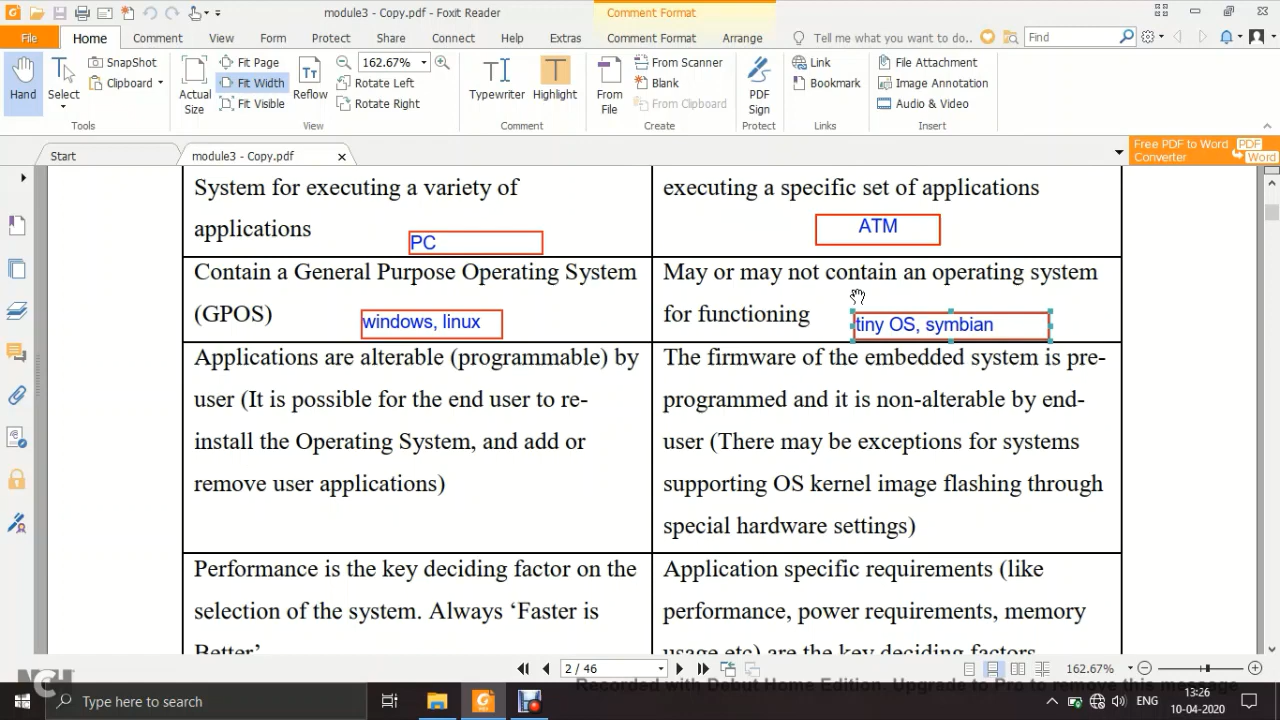 module3 - Copy.pdf - Foxit Reader
Comment Format
File
Home
Comment
View
Form
Protect
Share
Connect
Help
Extras
Comment Format
Arrange
Tell me what you want to do..
Find
Hand
Select
SnapShot
Clipboard
Tools
Actual Size
Fit Page
Fit Width
Fit Visible
Reflow
162.67%
Rotate Left
Rotate Right
View
Typewriter
Highlight
Comment
From File
From Scanner
Blank
From Clipboard
Create
PDF Sign
Protect
Link
Bookmark
Links
File Attachment
Image Annotation
Audio & Video
Insert
Start
module3 - Copy.pdf
Free PDF to Word Converter
PDF
Word
System for executing a variety of
applications
PC
executing a specific set of applications
ATM
Contain a General Purpose Operating System
(GPOS)
windows, linux
May or may not contain an operating system
for functioning
tiny OS, symbian
Applications are alterable (programmable) by
user (It is possible for the end user to re-
install the Operating System, and add or
remove user applications)
The firmware of the embedded system is pre-
programmed and it is non-alterable by end-
user (There may be exceptions for systems
supporting OS kernel image flashing through
special hardware settings)
Performance is the key deciding factor on the
selection of the system. Always ‘Faster is
Better’
Application specific requirements (like
performance, power requirements, memory
usage etc) are the key deciding factors
2 / 46
162.67%
NCH
Recorded with Debut Home Edition. Upgrade to Pro to remove this message
Type here to search
ENG
13:26
10-04-2020